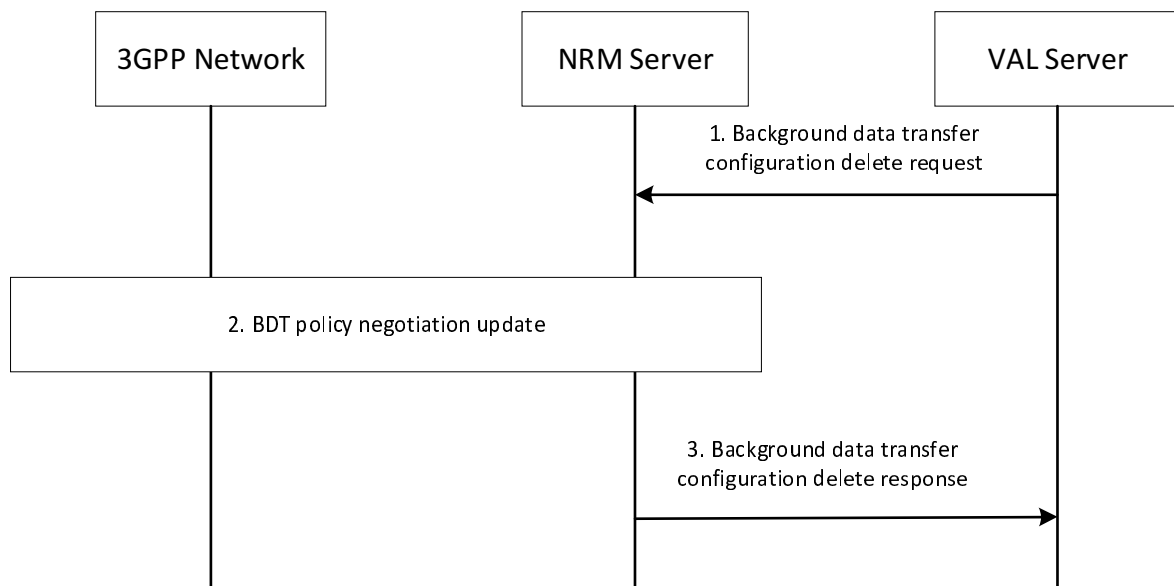 3GPP Network
NRM Server
VAL Server
1. Background data transfer
configuration delete request
2. BDT policy negotiation update
3. Background data transfer
configuration delete response